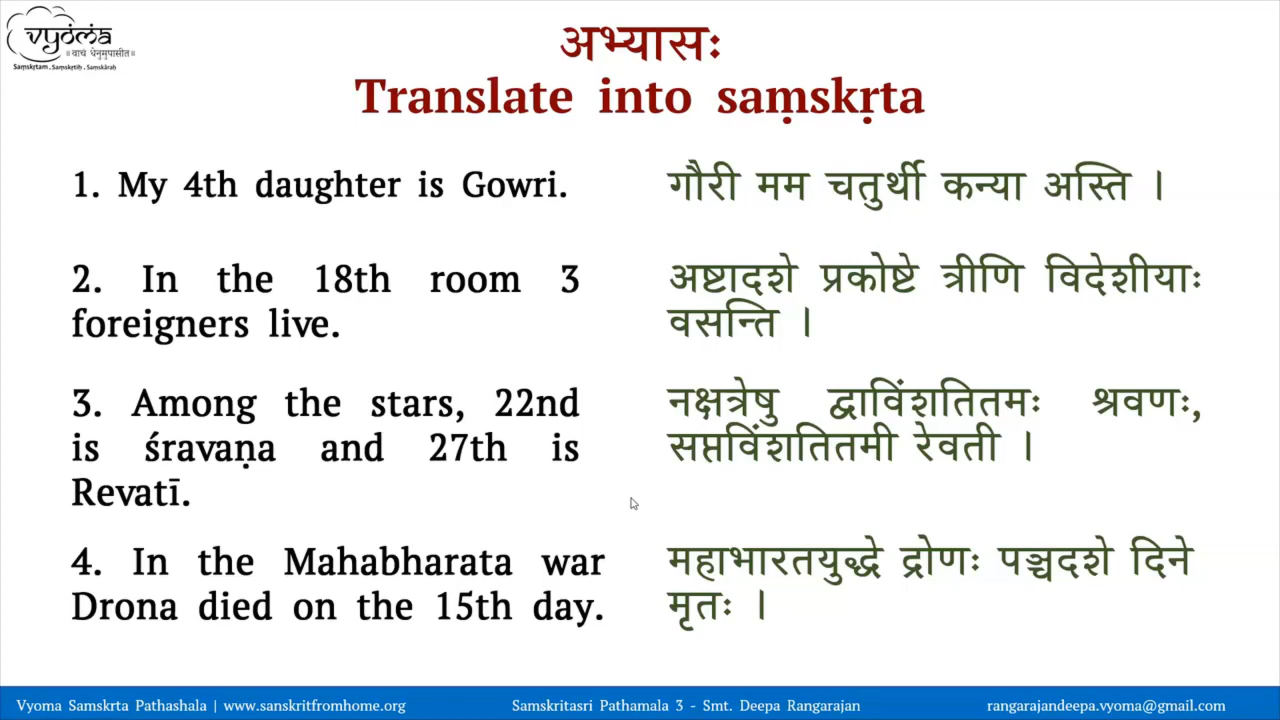 vyoma
॥ वाचं धेनुमुपासीत॥
Saṃskṛtam . Saṃskṛtiḥ . Saṃskāraḥ
अभ्यासः
Translate into saṃskṛta
1. My 4th daughter is Gowri.
गौरी मम चतुर्थी कन्या अस्ति ।
2. In the 18th room 3
foreigners live.
अष्टादशे प्रकोष्टे त्रीणि विदेशीयाः
वसन्ति ।
3. Among the stars, 22nd
is śravaṇa and 27th is
Revatī.
नक्षत्रेषु द्वाविंशतितमः श्रवणः,
सप्तविंशतितमी रेवती ।
4. In the Mahabharata war
Drona died on the 15th day.
महाभारतयुद्धे द्रोणः पञ्चदशे दिने
मृतः ।
Vyoma Samskrta Pathashala | www.sanskritfromhome.org
Samskritasri Pathamala 3 - Smt. Deepa Rangarajan
rangarajandeepa.vyoma@gmail.com